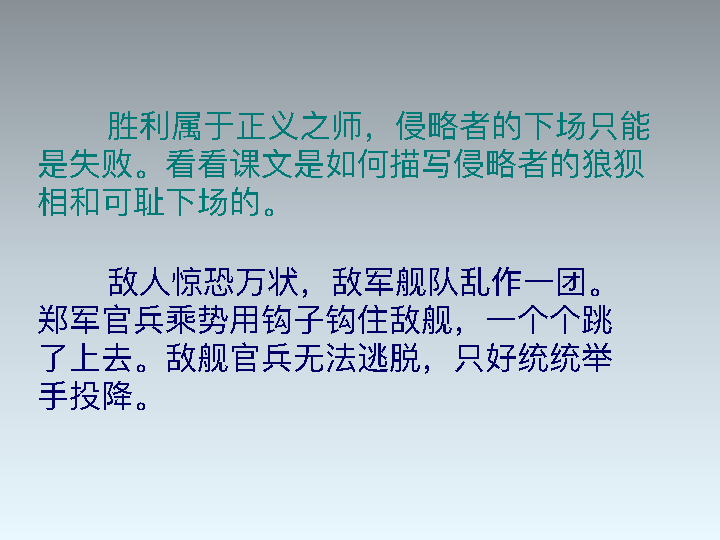 胜利属于正义之师，侵略者的下场只能
是失败。看看课文是如何描写侵略者的狼狈
相和可耻下场的。
敌人惊恐万状，敌军舰队乱作一团。
郑军官兵乘势用钩子钩住敌舰，一个个跳
了上去。敌舰官兵无法逃脱，只好统统举
手投降。